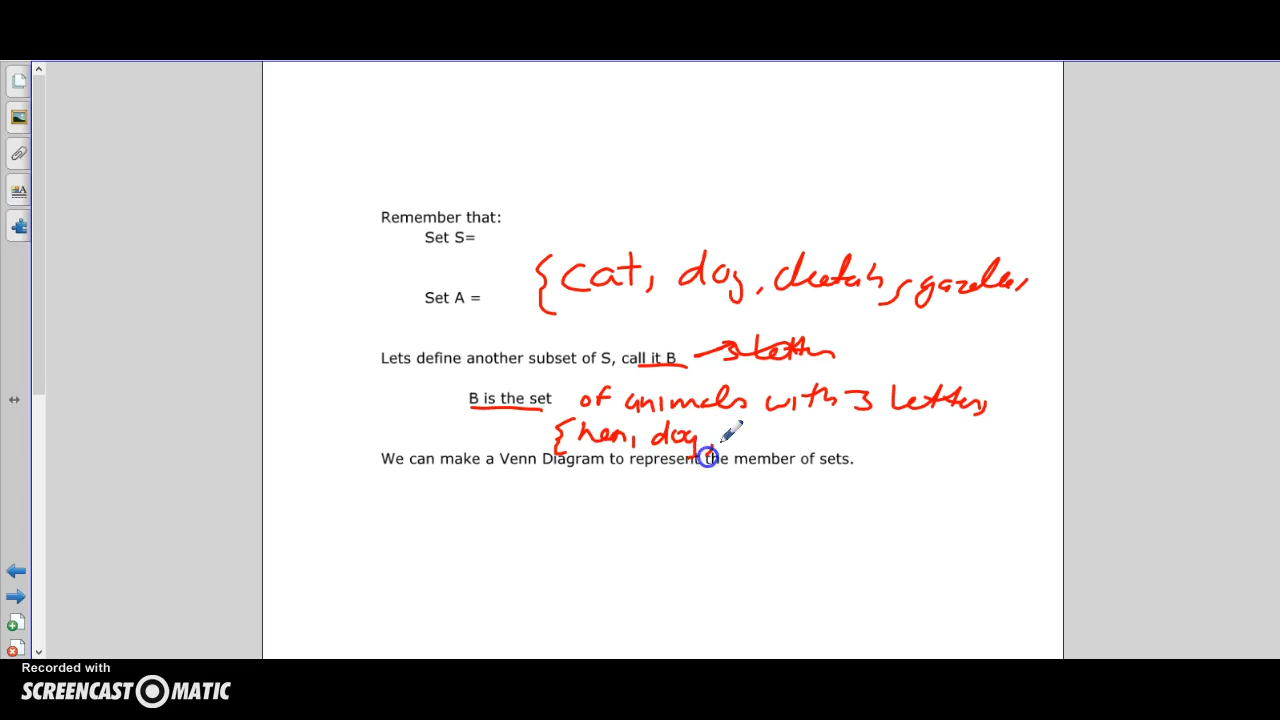 Remember that:
Set S=
{cat, dog, cheetah, gazelle,
Set A =
Lets define another subset of S, call it B → 3 letters
B is the set of animals with 3 letters,
{hen, dog,
We can make a Venn Diagram to represent the member of sets.
Recorded with
SCREENCAST O MATIC